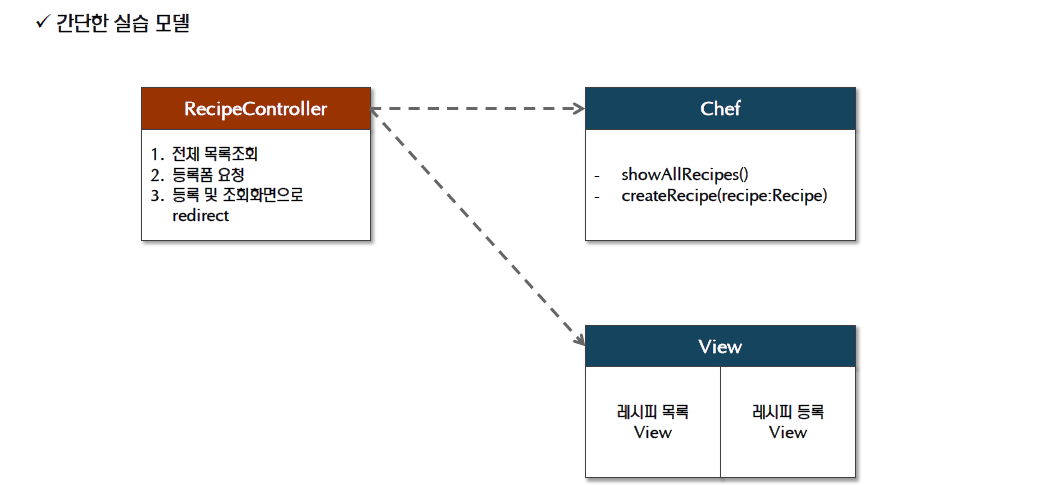 ✓ 간단한 실습 모델
RecipeController
1. 전체 목록조회
2. 등록폼 요청
3. 등록 및 조회화면으로
redirect
Chef
- showAllRecipes()
- createRecipe(recipe:Recipe)
View
레시피 목록
View
레시피 등록
View